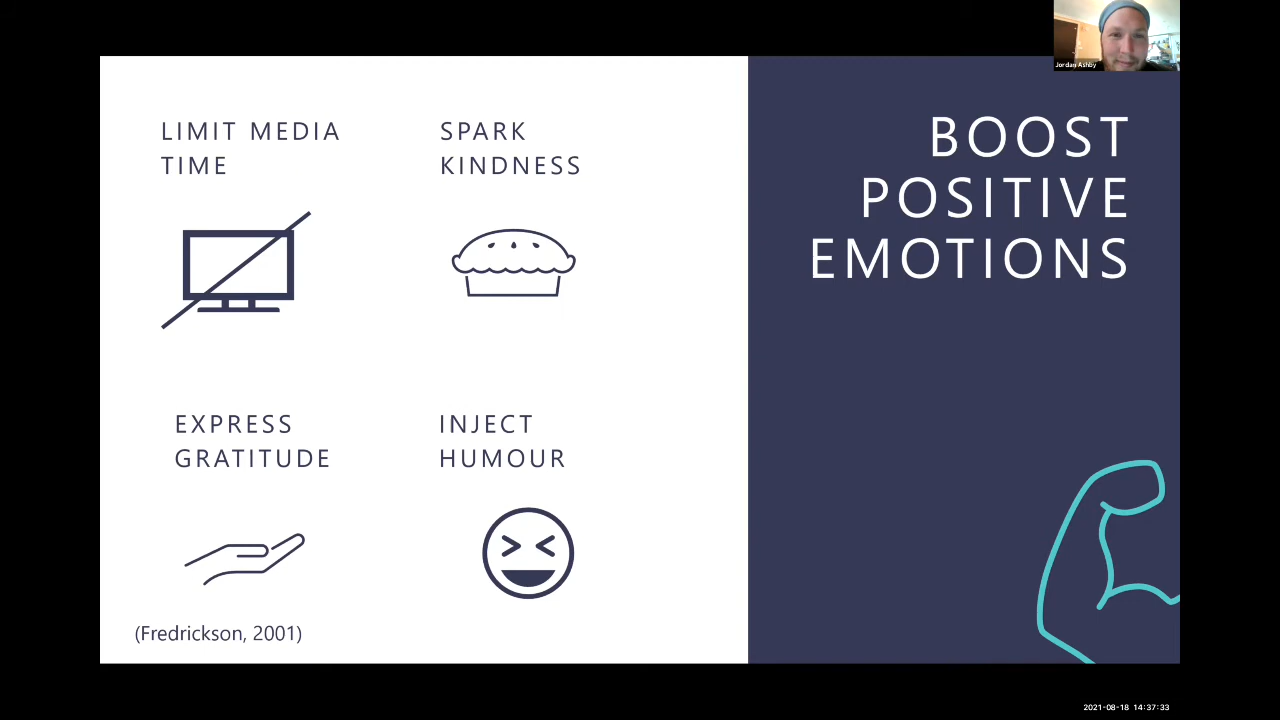 Jordan Ashby
LIMIT MEDIA
TIME
SPARK
KINDNESS
BOOST
POSITIVE
EMOTIONS
EXPRESS
GRATITUDE
INJECT
HUMOUR
(Fredrickson, 2001)
2021-08-18 14:37:33